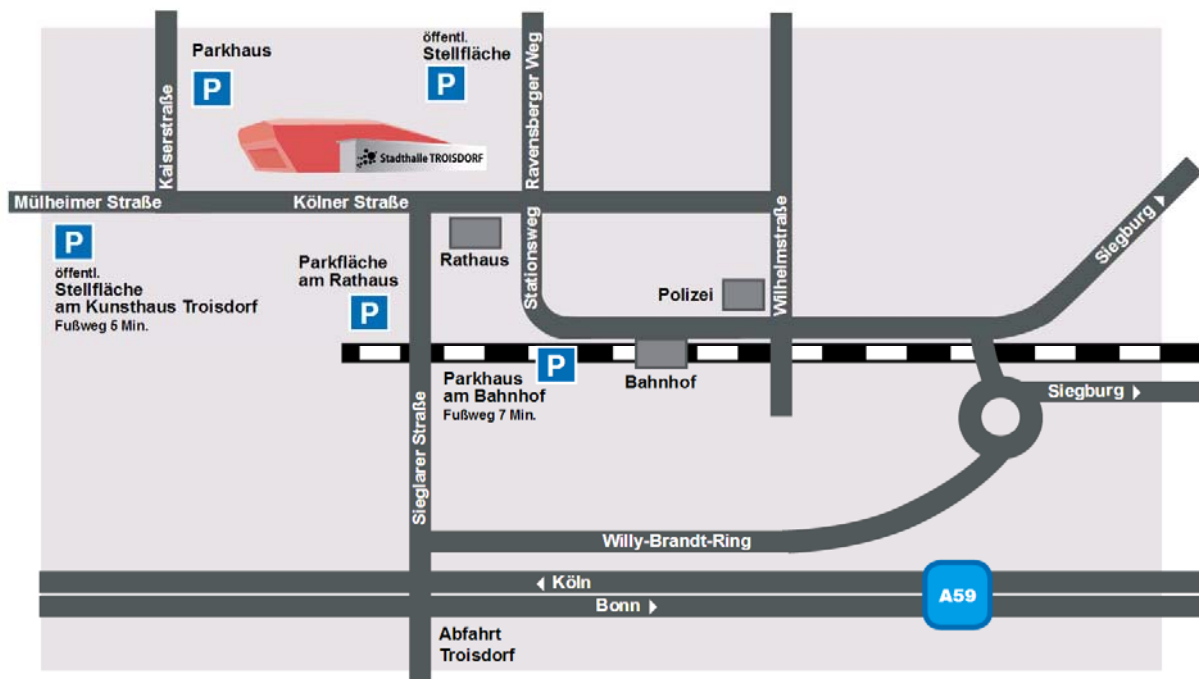 Parkhaus
P
öffentl.
Stellfläche
P
Kaiserstraße
Ravensberger Weg
Stadthalle TROISDORF
Mülheimer Straße
Kölner Straße
P
öffentl.
Stellfläche
am Kunsthaus Troisdorf
Fußweg 5 Min.
Parkfläche
am Rathaus
P
Rathaus
Stationsweg
Polizei
Wilhelmstraße
Siegburg
P
Parkhaus
am Bahnhof
Fußweg 7 Min.
Bahnhof
Siegburg
Sieglarer Straße
Willy-Brandt-Ring
Köln
Bonn
A59
Abfahrt
Troisdorf